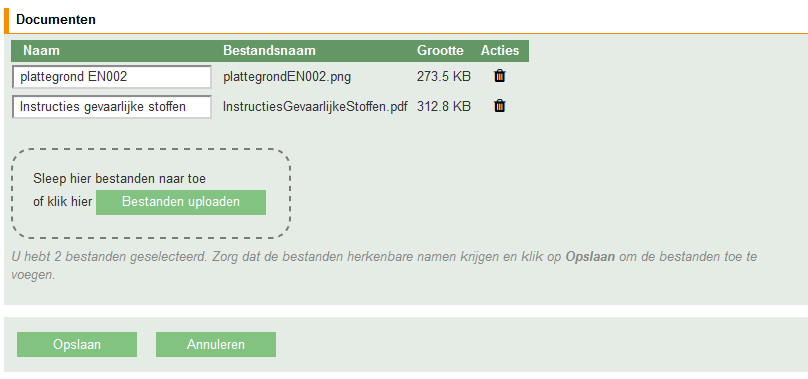 Documenten
Naam Bestandsnaam Grootte Acties
plattegrond EN002 plattegrondEN002.png 273.5 KB
Instructies gevaarlijke stoffen InstructiesGevaarlijkeStoffen.pdf 312.8 KB
Sleep hier bestanden naar toe
of klik hier Bestanden uploaden
U hebt 2 bestanden geselecteerd. Zorg dat de bestanden herkenbare namen krijgen en klik op Opslaan om de bestanden toe te
voegen.
Opslaan Annuleren